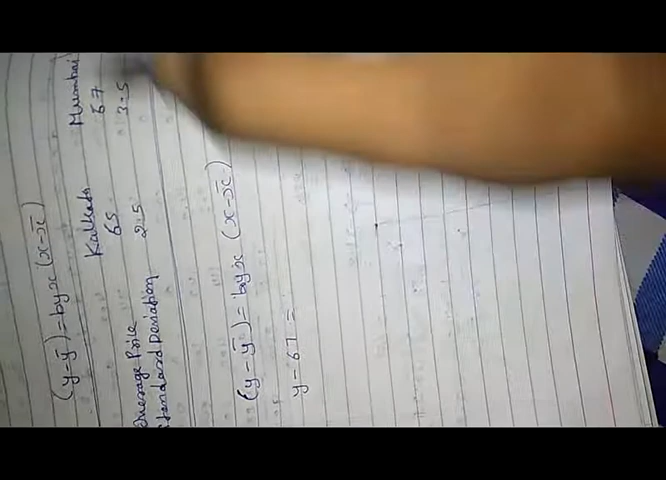 (y-ȳ) = byx (x-x̄)
Kolkata Mumbai
Average Price 65 67
Standard Deviation 2.5 3.5
(y-ȳ) = byx (x-x̄)
y-67 =